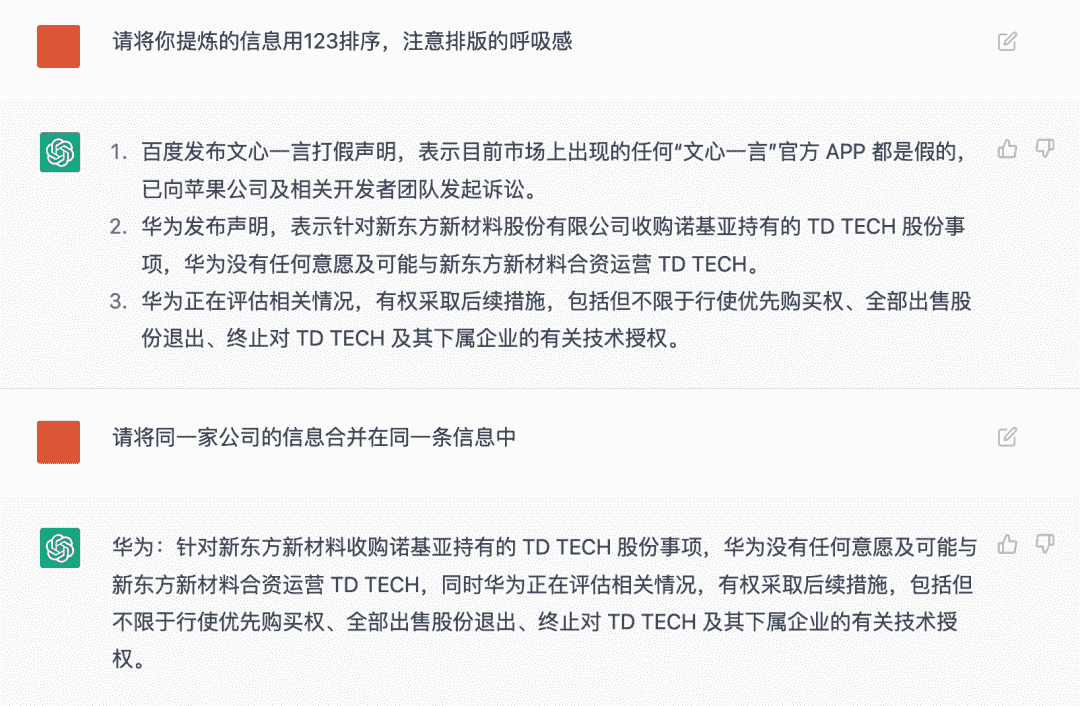 请将你提炼的信息用123排序，注意排版的呼吸感
1. 百度发布文心一言打假声明，表示目前市场上出现的任何“文心一言”官方 APP 都是假的，
已向苹果公司及相关开发者团队发起诉讼。
2. 华为发布声明，表示针对新东方新材料股份有限公司收购诺基亚持有的 TD TECH 股份事
项，华为没有任何意愿及可能与新东方新材料合资运营 TD TECH。
3. 华为正在评估相关情况，有权采取后续措施，包括但不限于行使优先购买权、全部出售股
份退出、终止对 TD TECH 及其下属企业的有关技术授权。
请将同一家公司的信息合并在同一条信息中
华为：针对新东方新材料收购诺基亚持有的 TD TECH 股份事项，华为没有任何意愿及可能与
新东方新材料合资运营 TD TECH，同时华为正在评估相关情况，有权采取后续措施，包括但
不限于行使优先购买权、全部出售股份退出、终止对 TD TECH 及其下属企业的有关技术授
权。